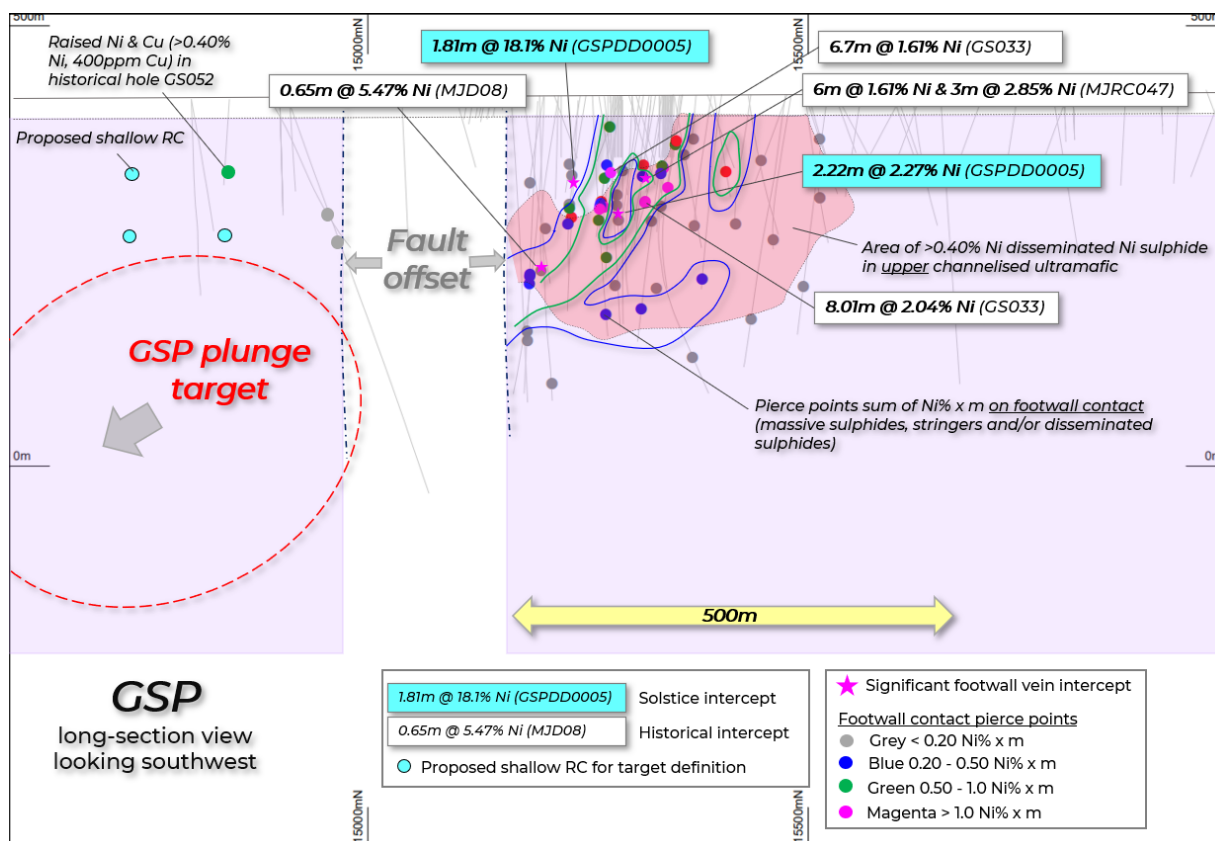 500m
15000mN
15500mN
500
Raised Ni & Cu (>0.40%
Ni, 400ppm Cu) in
historical hole GS052
1.81m @ 18.1% Ni (GSPDD0005)
6.7m @ 1.61% Ni (GS033)
0.65m @ 5.47% Ni (MJD08)
6m @ 1.61% Ni & 3m @ 2.85% Ni (MJRC047)
Proposed shallow RC
2.22m @ 2.27% Ni (GSPDD0005)
Fault
offset
Area of >0.40% Ni disseminated Ni sulphide
in upper channelised ultramafic
8.01m @ 2.04% Ni (GS033)
GSP plunge
target
Pierce points sum of Ni% x m on footwall contact
(massive sulphides, stringers and/or disseminated
sulphides)
0m
0m
500m
GSP
long-section view
looking southwest
1.81m @ 18.1% Ni (GSPDD0005)
Solstice intercept
0.65m @ 5.47% Ni (MJD08)
Historical intercept
Proposed shallow RC for target definition
Significant footwall vein intercept
Footwall contact pierce points
Grey < 0.20 Ni% x m
Blue 0.20 - 0.50 Ni% x m
Green 0.50 - 1.0 Ni% x m
Magenta > 1.0 Ni% x m
15000mN
15500mN